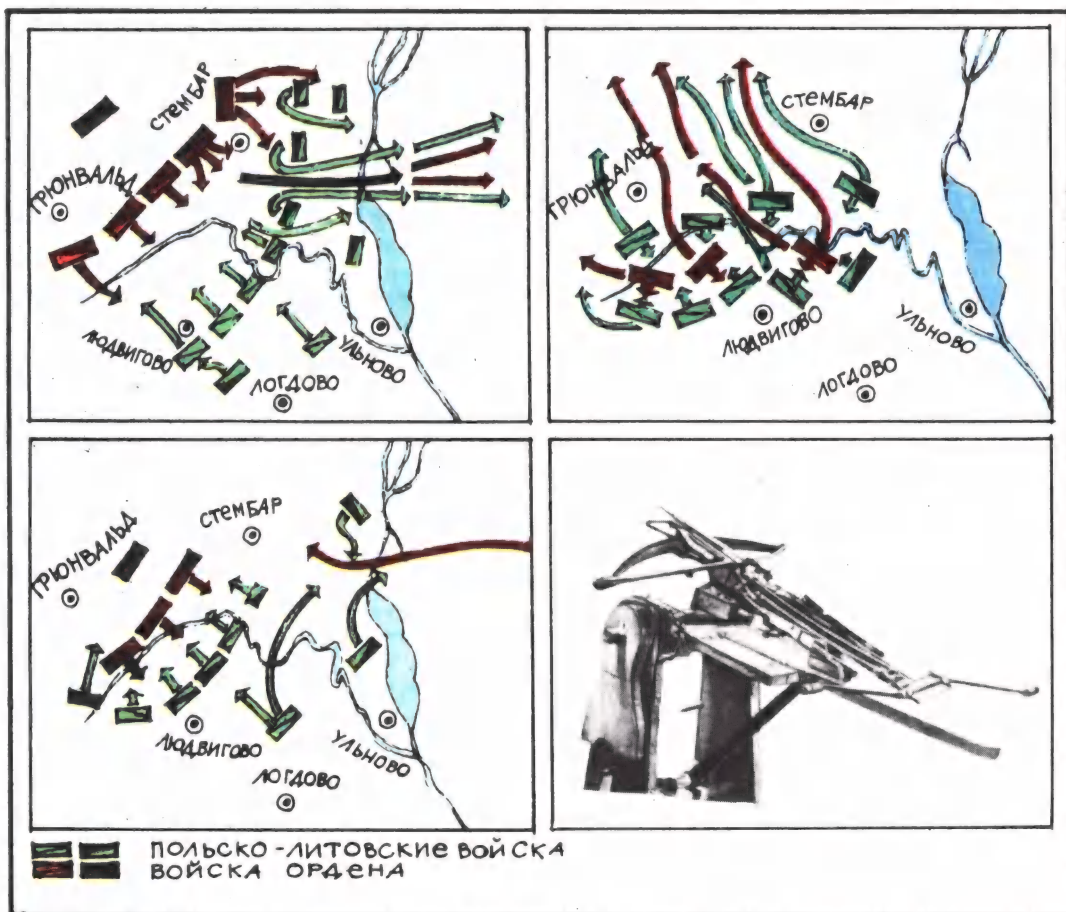 СТЕМБАР
ГРЮНВАЛЬД
ЛЮДВИГОВО
УЛЬНОВО
ЛОГДОВО
СТЕМБАР
ГРЮНВАЛЬД
ЛЮДВИГОВО
УЛЬНОВО
ЛОГДОВО
СТЕМБАР
ГРЮНВАЛЬД
ЛЮДВИГОВО
УЛЬНОВО
ЛОГДОВО
ПОЛЬСКО-ЛИТОВСКИЕ ВОЙСКА
ВОЙСКА ОРДЕНА